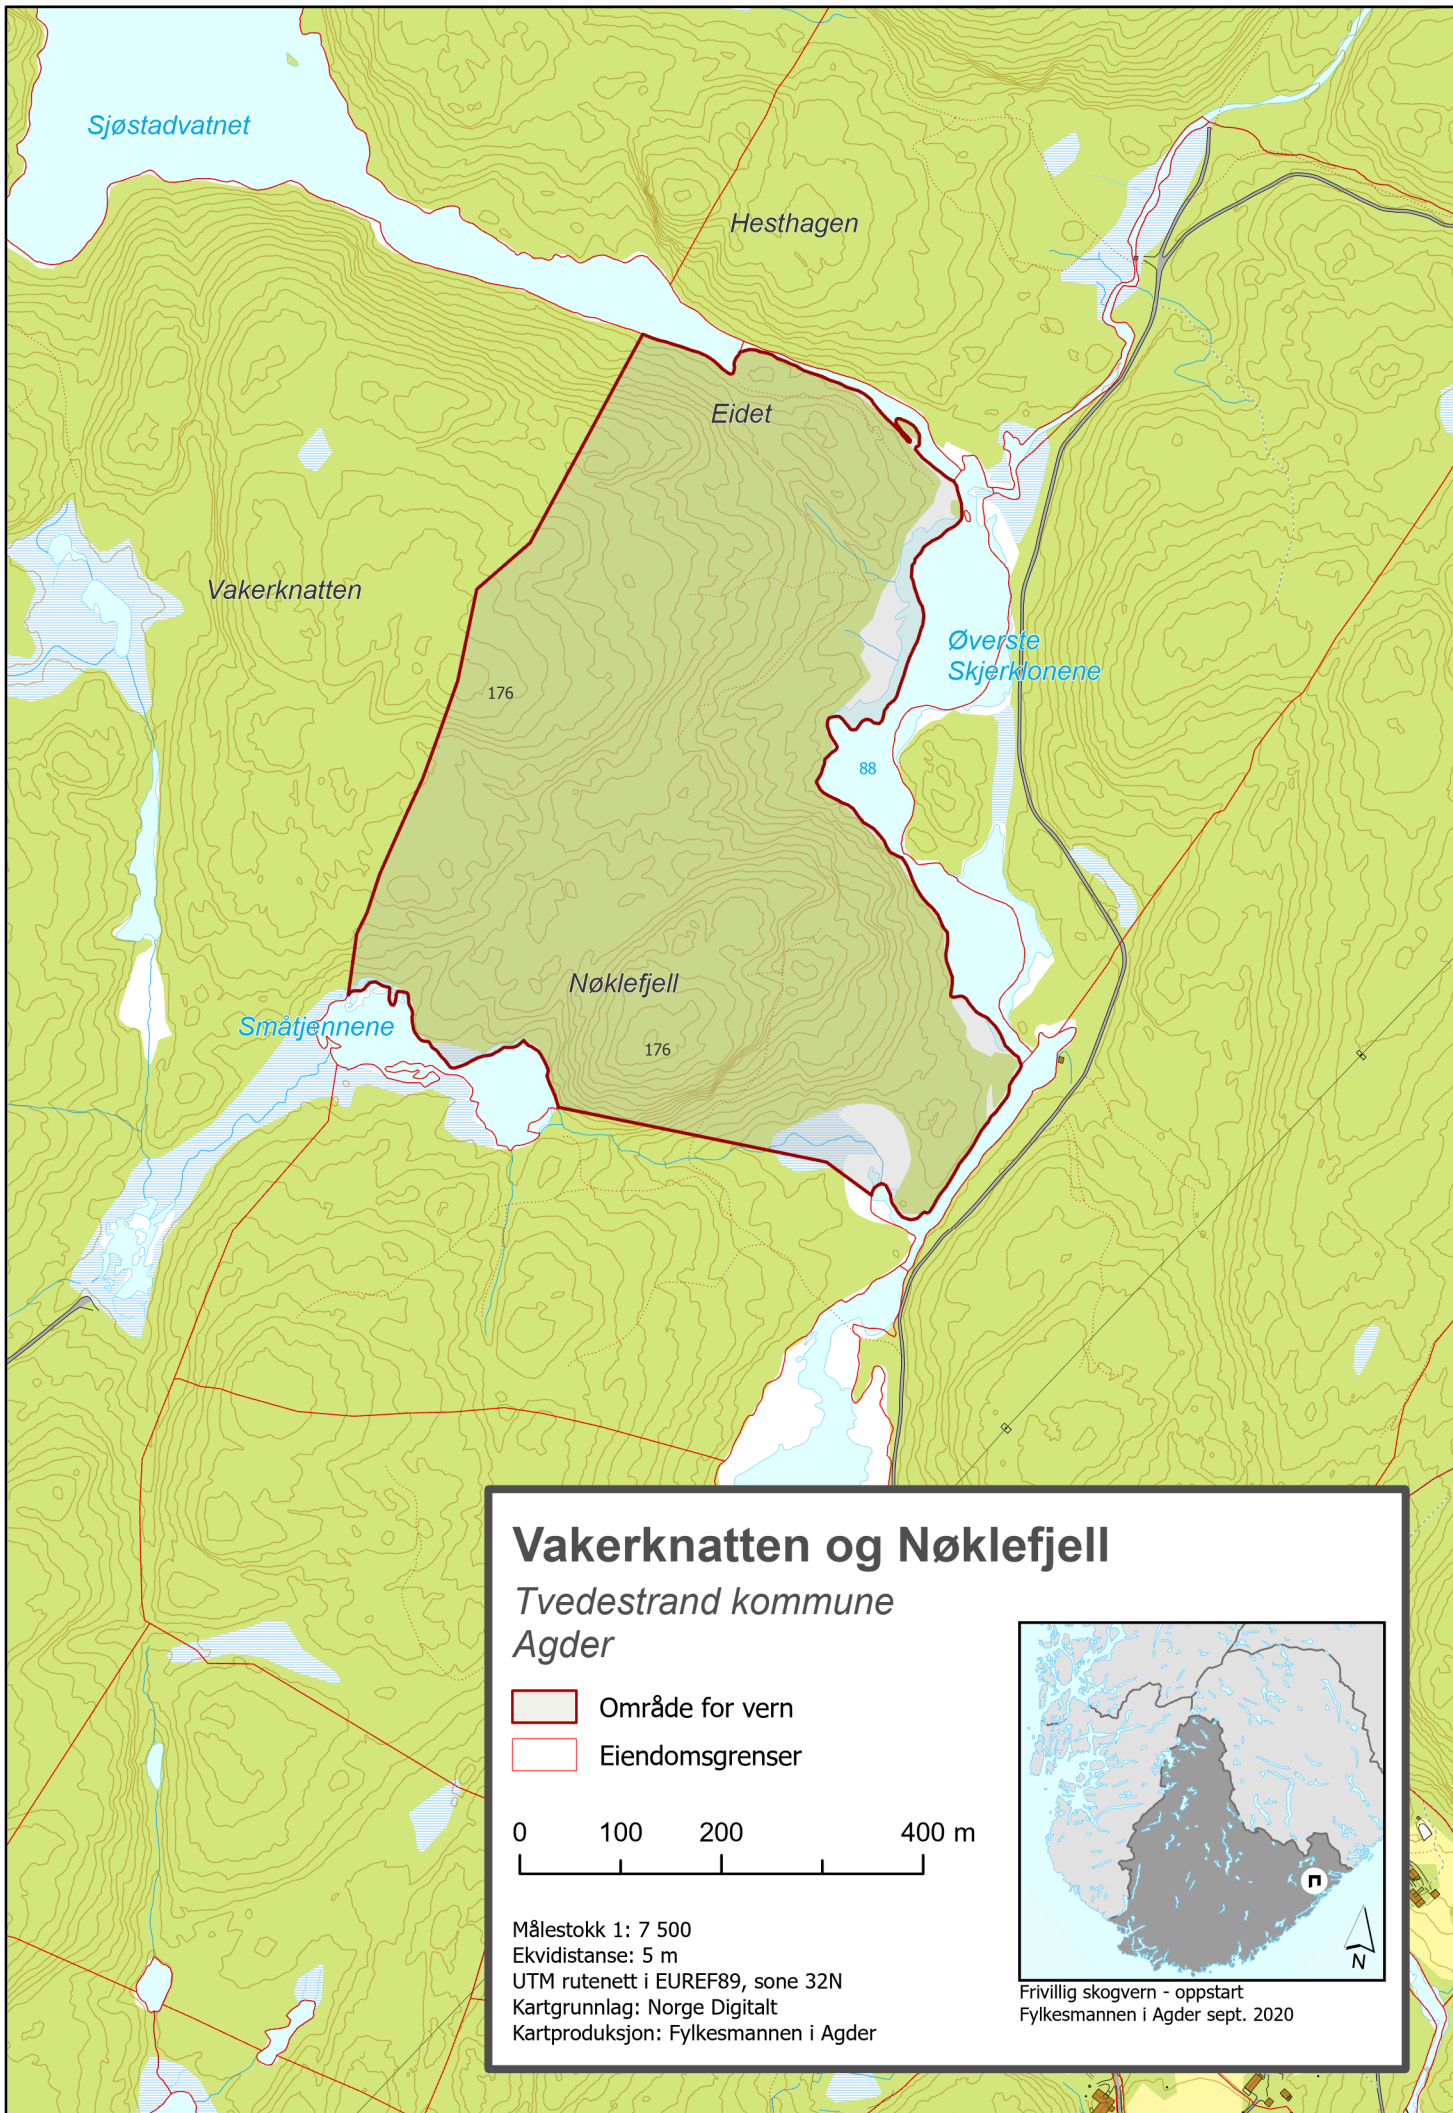 Sjøstadvatnet
Hesthagen
Eidet
Vakerknatten
Øverste
Skjerklonene
176
88
Nøklefjell
Småtjennene
176
Vakerknatten og Nøklefjell
Tvedestrand kommune
Agder
Område for vern
Eiendomsgrenser
0 100 200 400 m
Målestokk 1: 7 500
Ekvidistanse: 5 m
UTM rutenett i EUREF89, sone 32N
Kartgrunnlag: Norge Digitalt
Kartproduksjon: Fylkesmannen i Agder
N
Frivillig skogvern - oppstart
Fylkesmannen i Agder sept. 2020